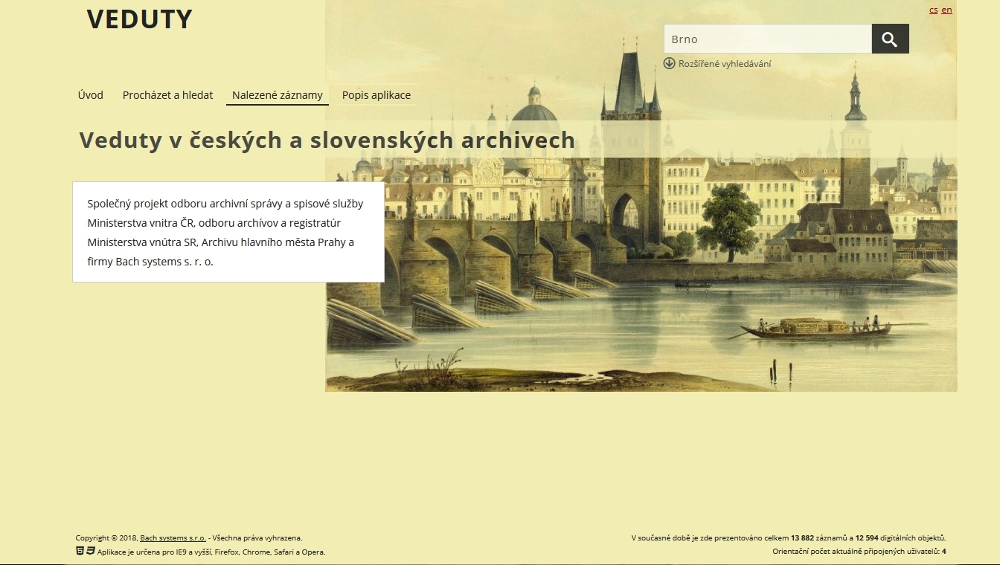 VEDUTY
cs en
Brno
Rozšířené vyhledávání
Úvod Procházet a hledat Nalezené záznamy Popis aplikace
Veduty v českých a slovenských archivech
Společný projekt odboru archivní správy a spisové služby
Ministerstva vnitra ČR, odboru archívov a registratúr
Ministerstva vnútra SR, Archivu hlavního města Prahy a
firmy Bach systems s. r. o.
Copyright © 2018, Bach systems s.r.o. - Všechna práva vyhrazena.
Aplikace je určena pro IE9 a vyšší, Firefox, Chrome, Safari a Opera.
V současné době je zde prezentováno celkem 13 882 záznamů a 12 594 digitálních objektů.
Orientační počet aktuálně připojených uživatelů: 4